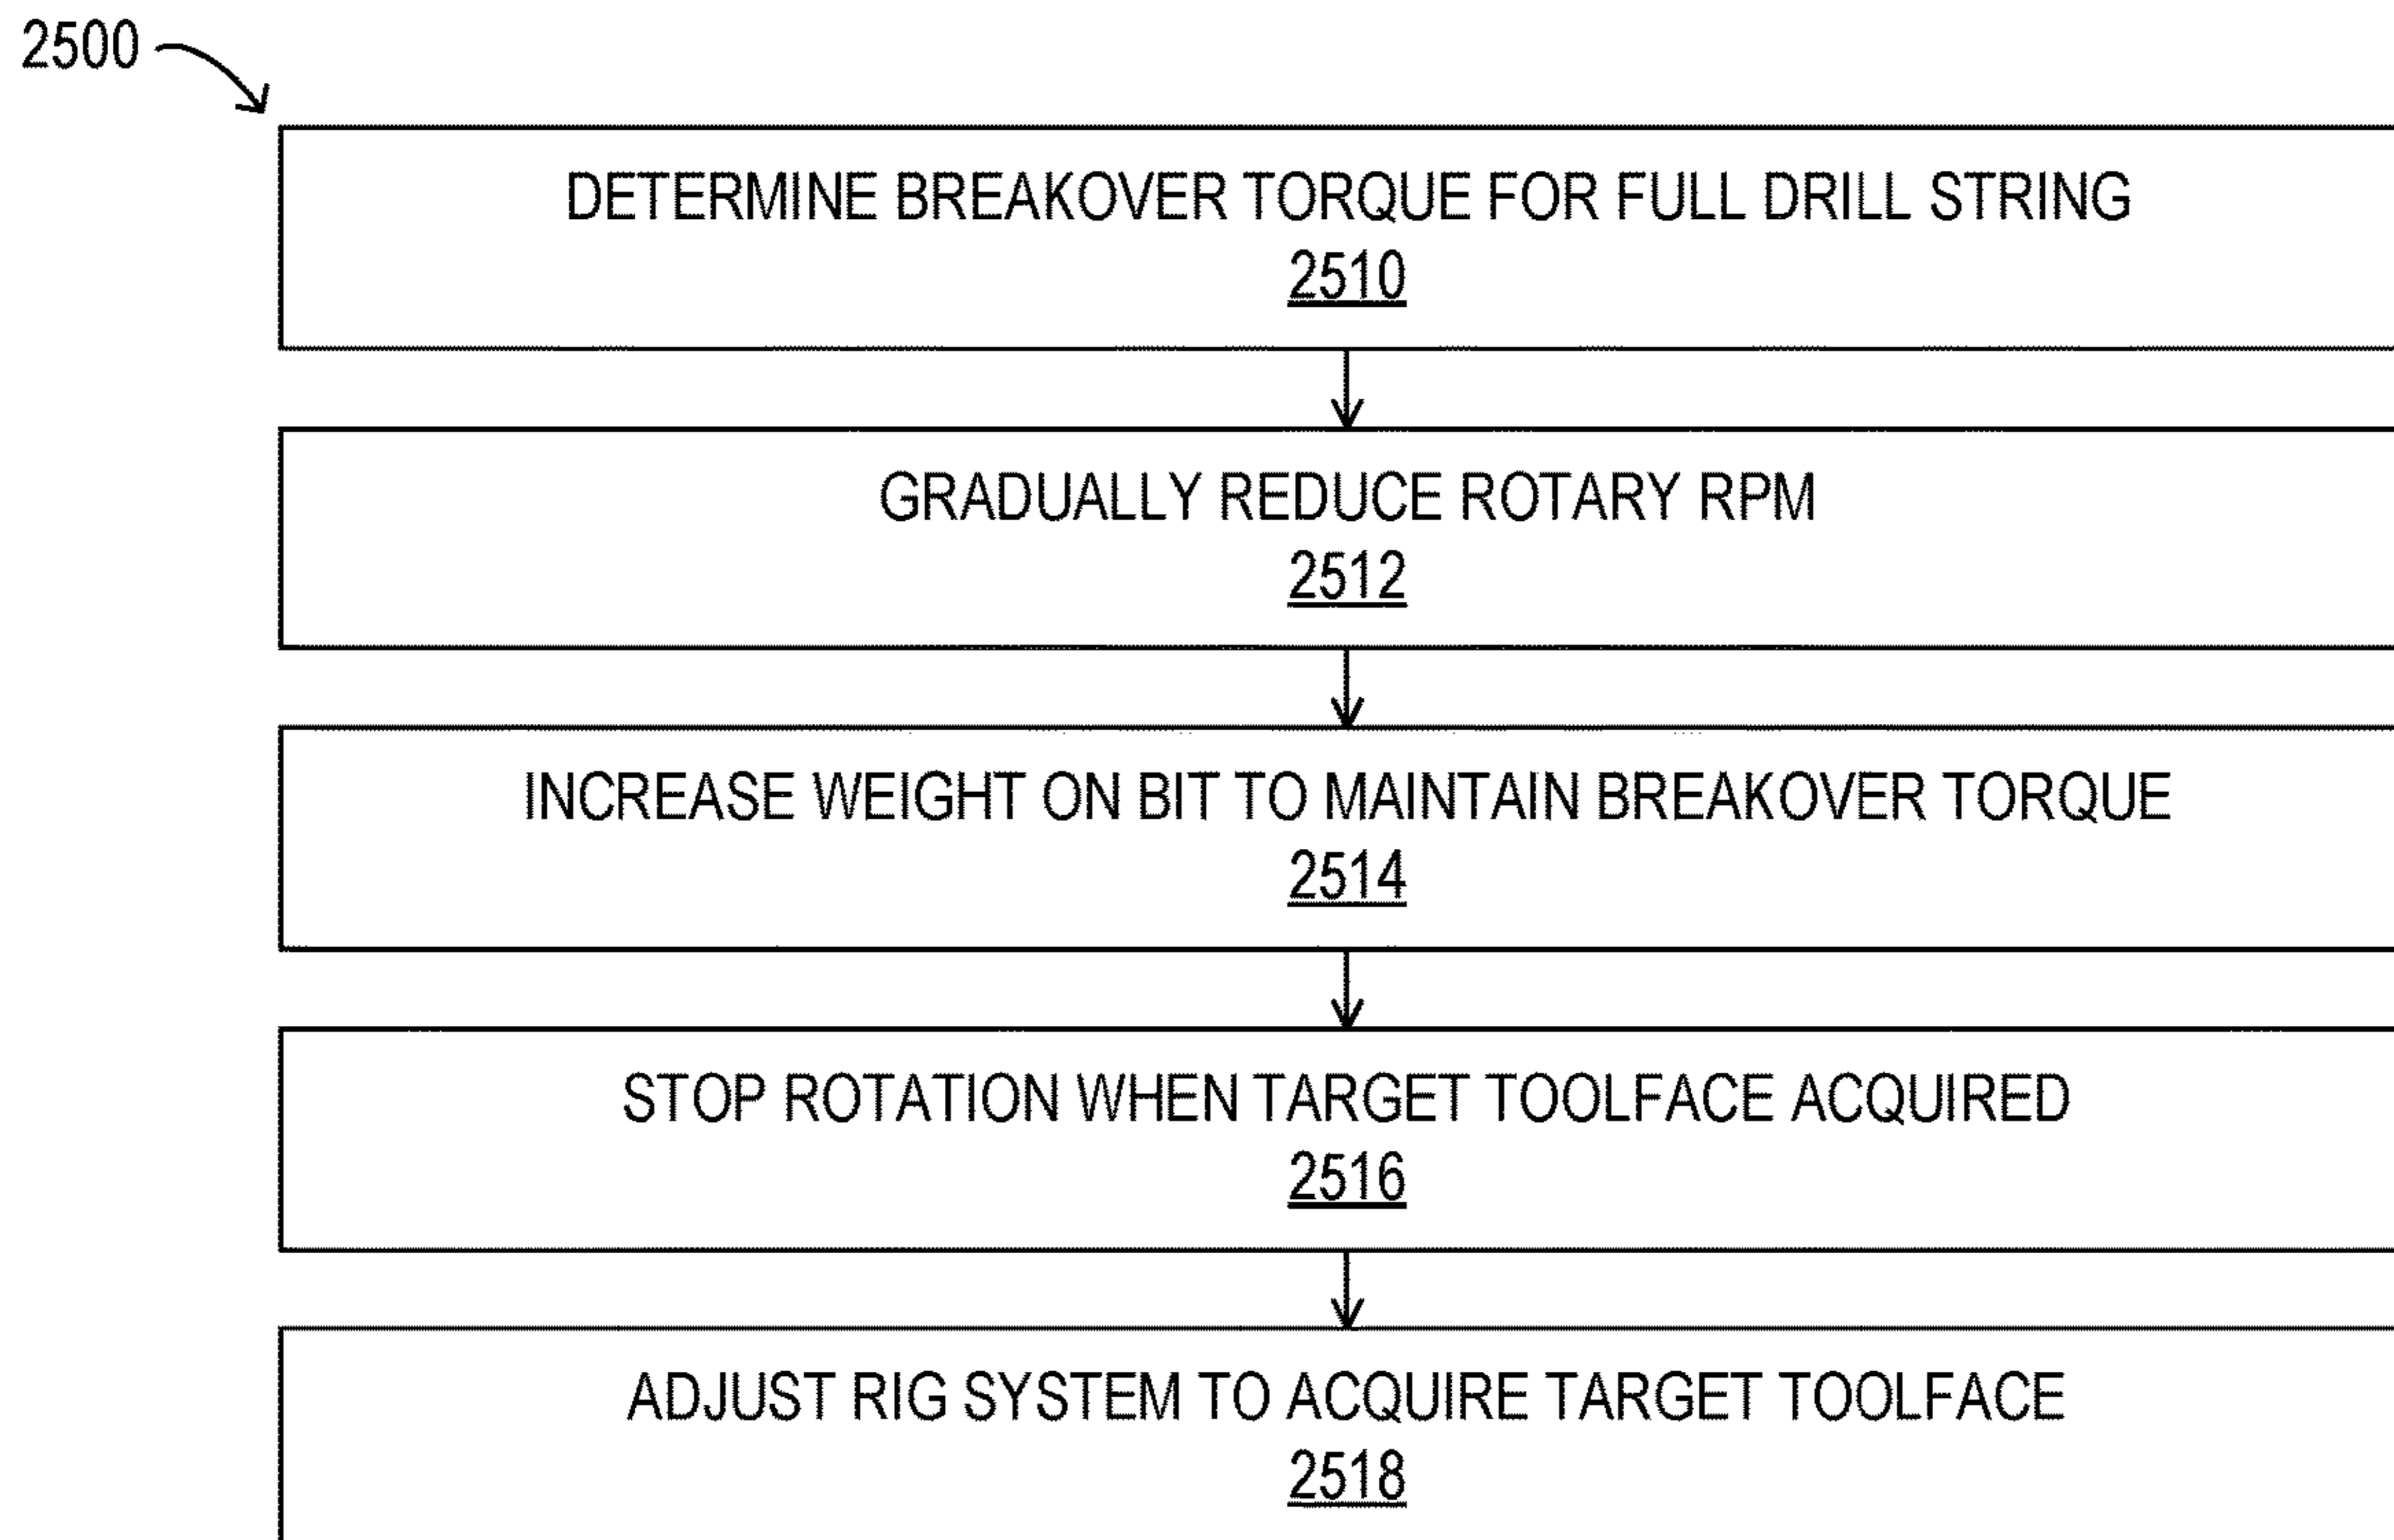 2500
DETERMINE BREAKOVER TORQUE FOR FULL DRILL STRING
2510
GRADUALLY REDUCE ROTARY RPM
2512
INCREASE WEIGHT ON BIT TO MAINTAIN BREAKOVER TORQUE
2514
STOP ROTATION WHEN TARGET TOOLFACE ACQUIRED
2516
ADJUST RIG SYSTEM TO ACQUIRE TARGET TOOLFACE
2518